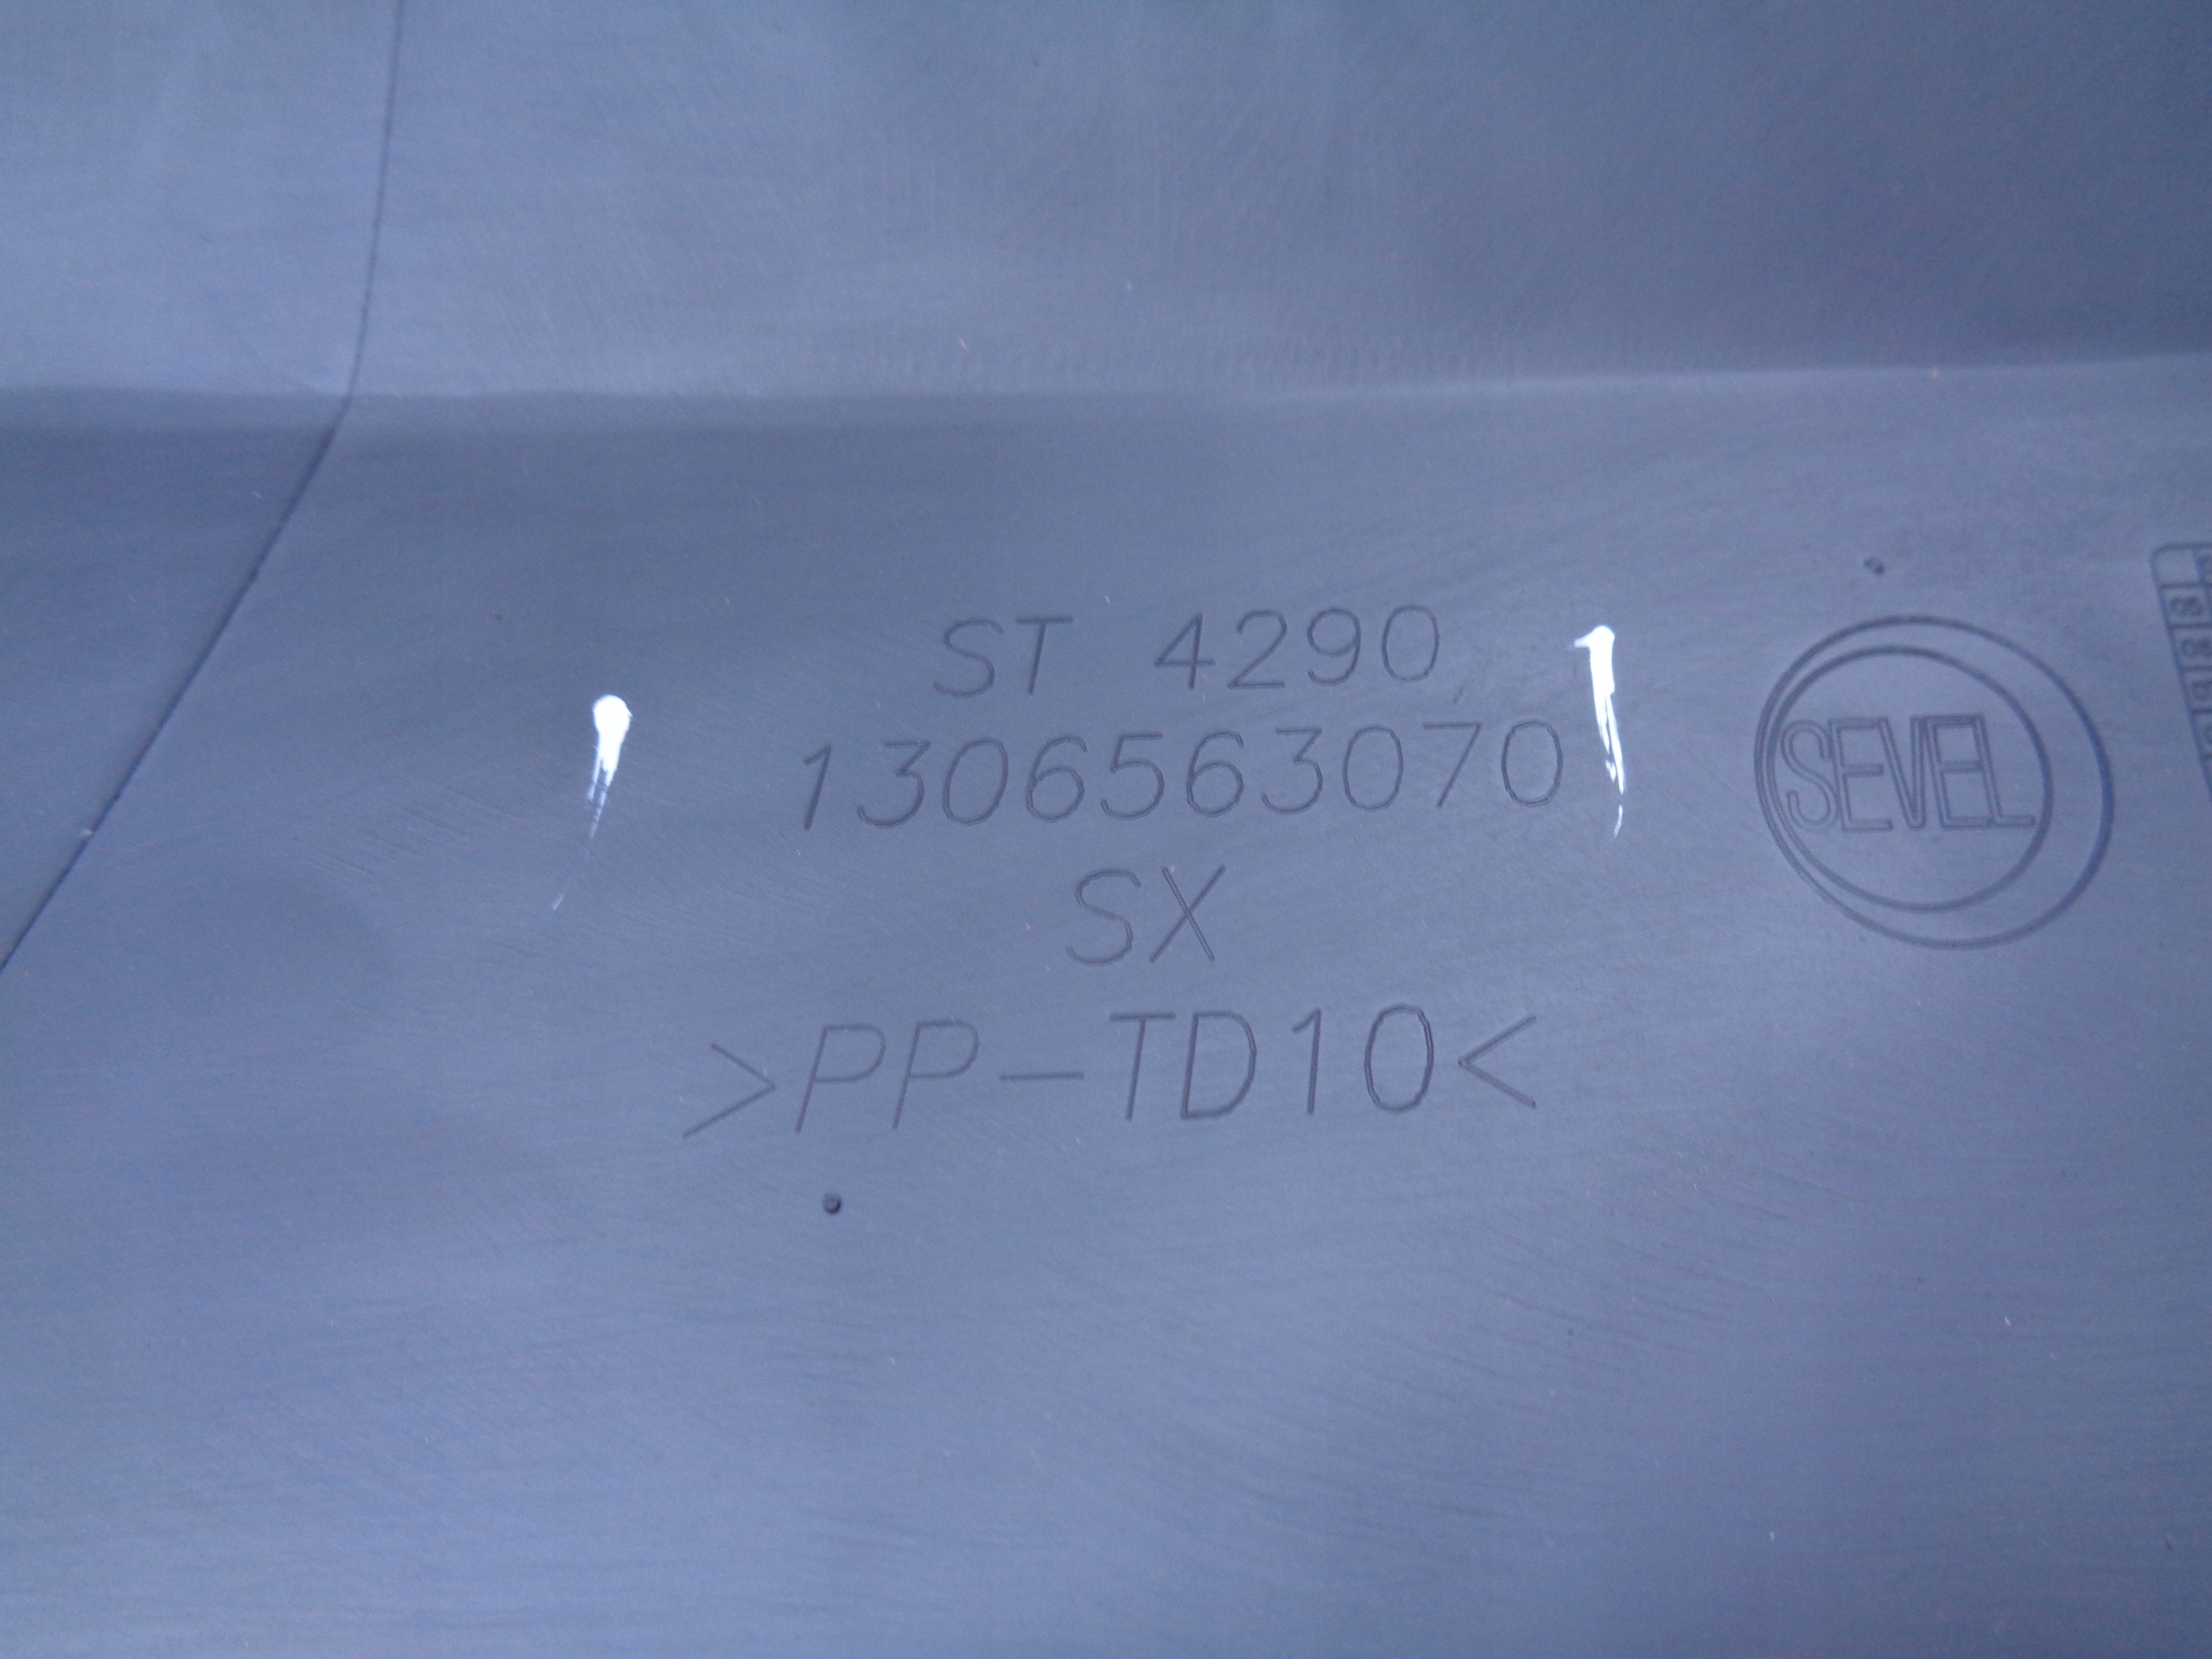 ST 4290
1306563070
SX
>PP-TD10<
SEVEL